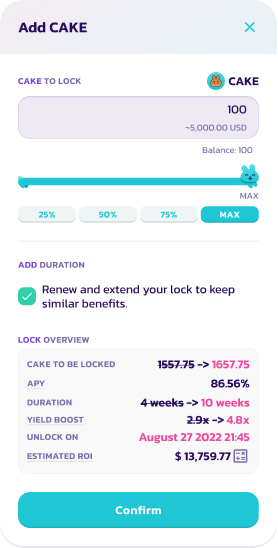 Add CAKE
CAKE TO LOCK
CAKE
100
~5,000.00 USD
Balance: 100
MAX
25%
50%
75%
MAX
ADD DURATION
Renew and extend your lock to keep
similar benefits.
LOCK OVERVIEW
CAKE TO BE LOCKED 1557.75 -> 1657.75
APY 86.56%
DURATION 4 weeks -> 10 weeks
YIELD BOOST 2.9x -> 4.8x
UNLOCK ON August 27 2022 21:45
ESTIMATED ROI $ 13,759.77
Confirm